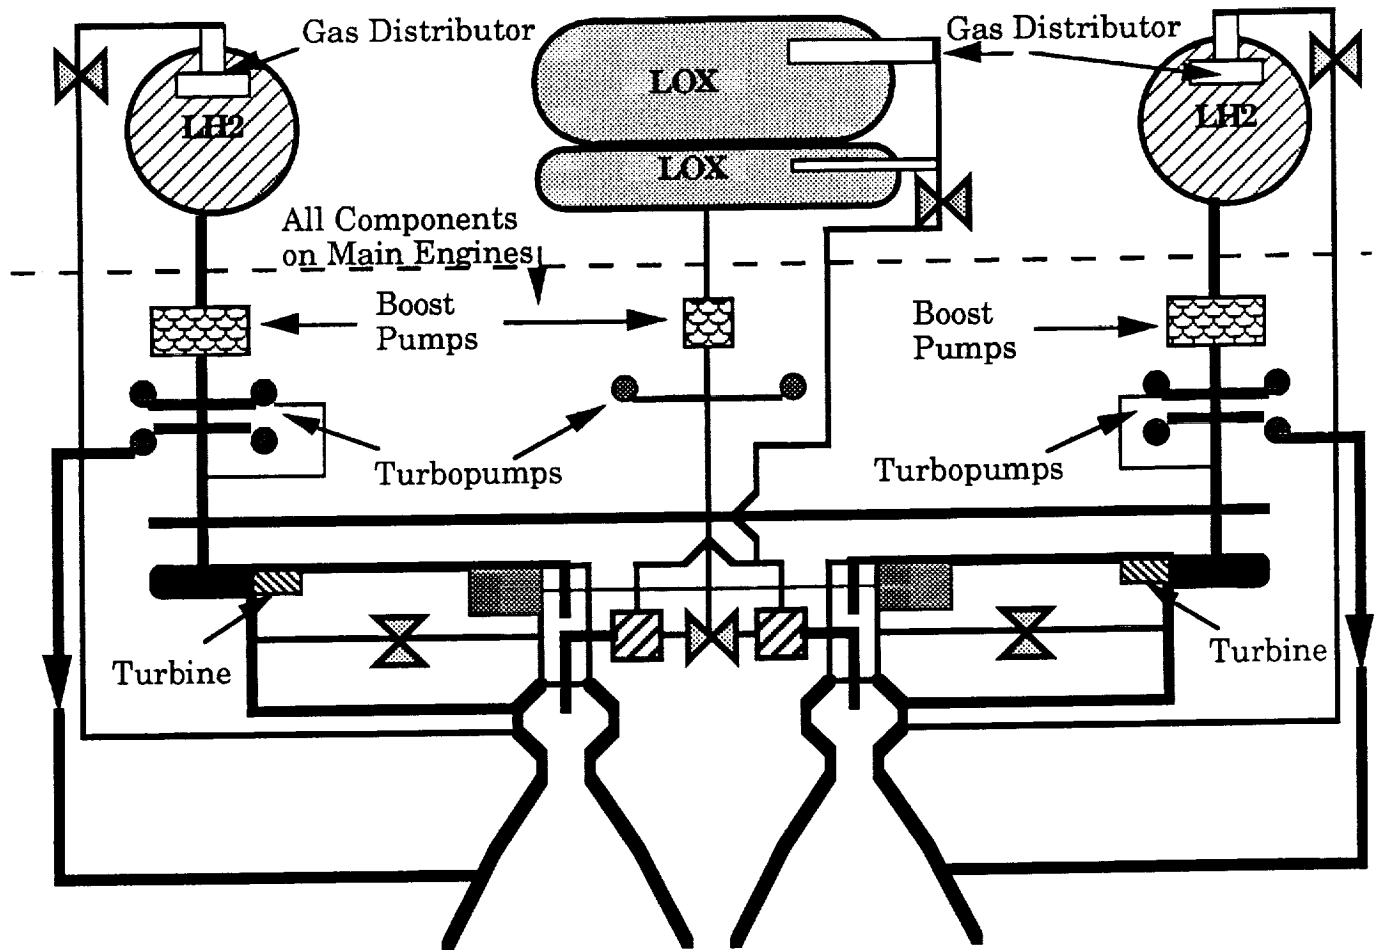 Gas Distributor
Gas Distributor
LOX
LH2
LH2
LOX
All Components
on Main Engines
Boost
Pumps
Boost
Pumps
Turbopumps
Turbopumps
Turbine
Turbine